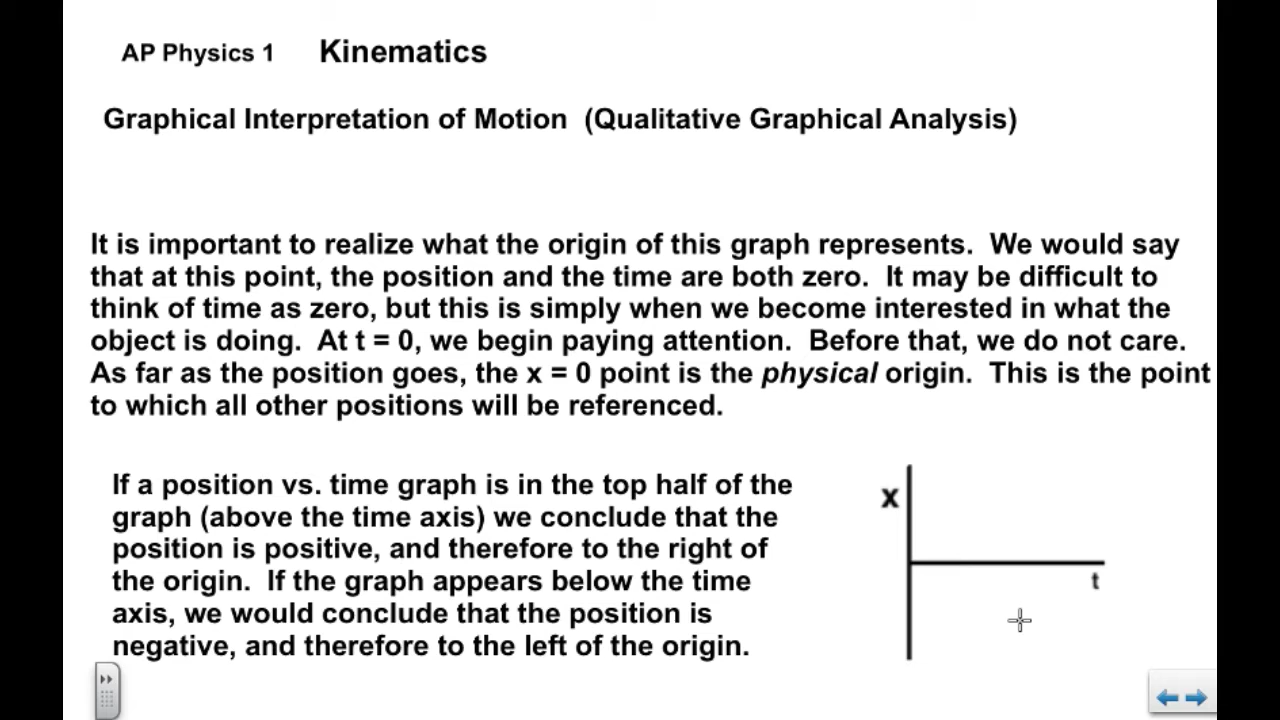 AP Physics 1 Kinematics
Graphical Interpretation of Motion (Qualitative Graphical Analysis)
It is important to realize what the origin of this graph represents. We would say
that at this point, the position and the time are both zero. It may be difficult to
think of time as zero, but this is simply when we become interested in what the
object is doing. At t = 0, we begin paying attention. Before that, we do not care.
As far as the position goes, the x = 0 point is the physical origin. This is the point
to which all other positions will be referenced.
If a position vs. time graph is in the top half of the
graph (above the time axis) we conclude that the
position is positive, and therefore to the right of
the origin. If the graph appears below the time
axis, we would conclude that the position is
negative, and therefore to the left of the origin.
x
t